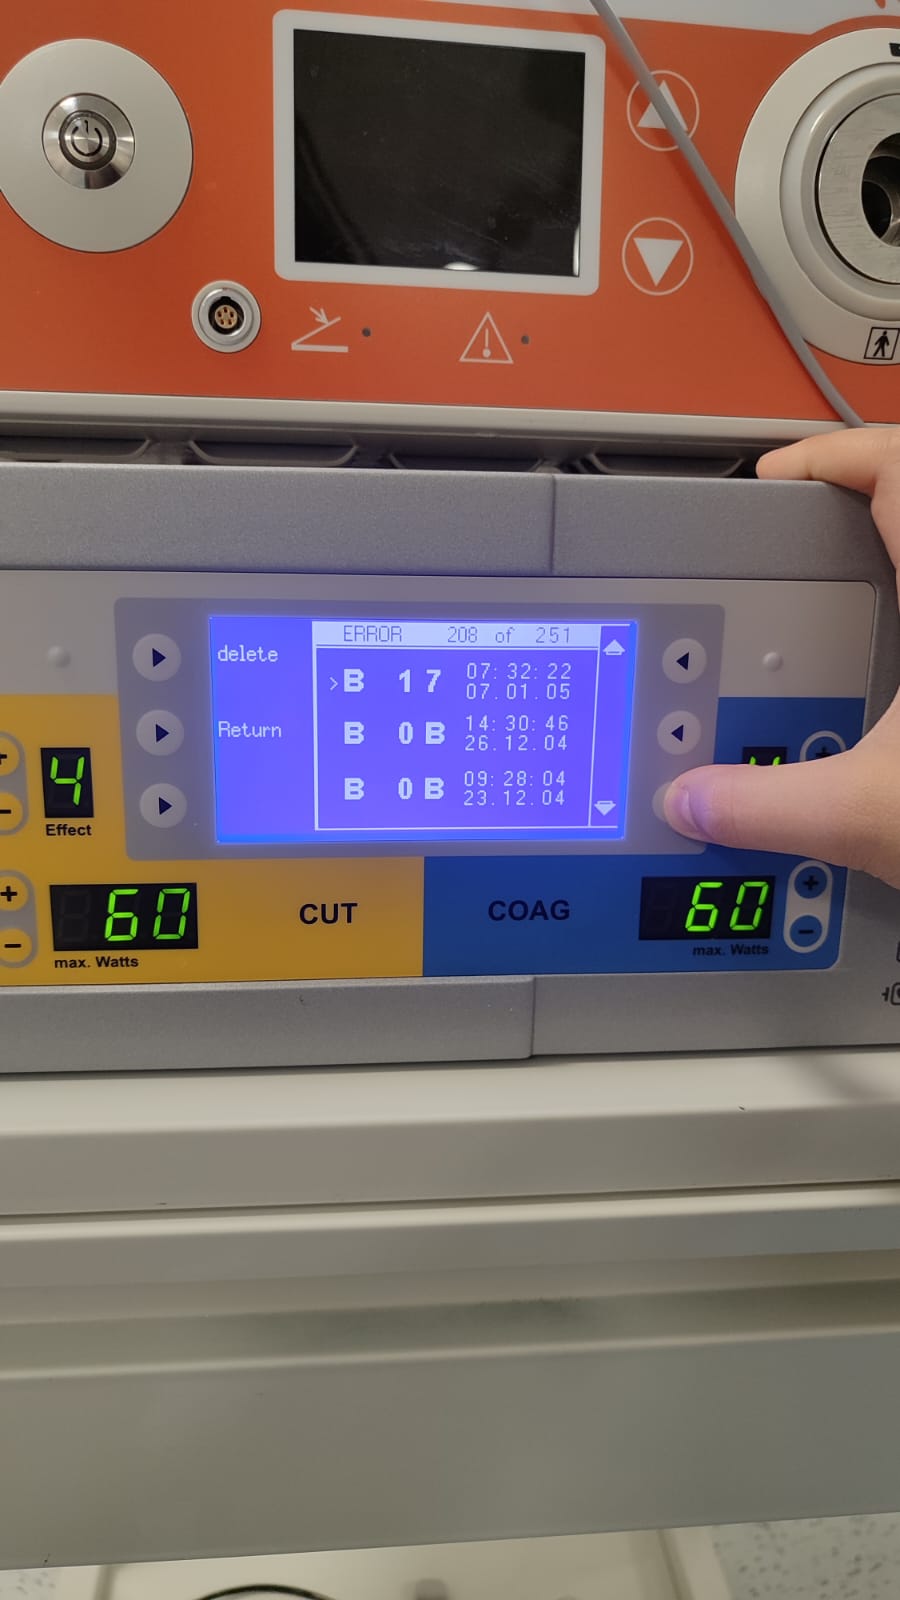 delete
ERROR 208 of 251
>B 17 07:32:22
07.01.05
Return
B 0B 14:30:46
26.12.04
B 0B 09:28:04
23.12.04
+
-
4
Effect
+
+
-
60
max. Watts
CUT
COAG
60
max. Watts
+
-